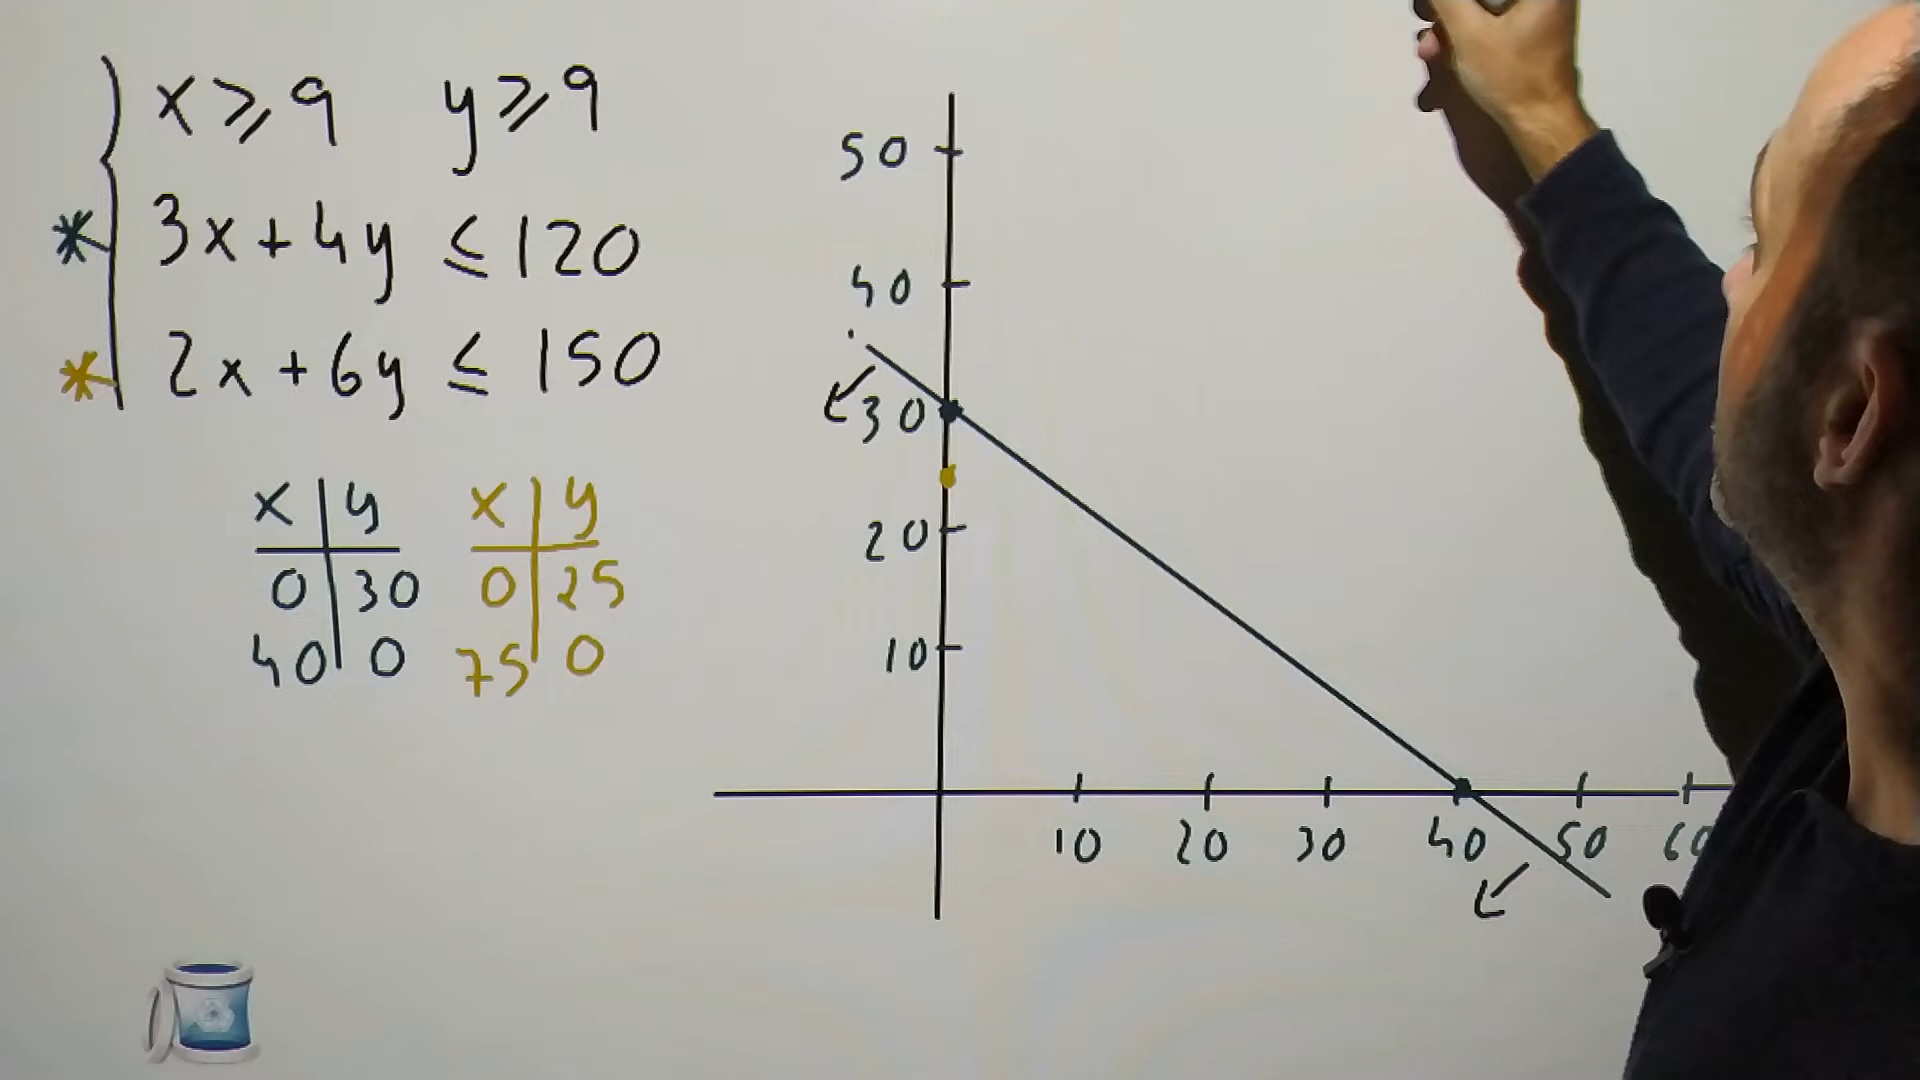 x ⩾ 9 y ⩾ 9
* 3x + 4y ≤ 120
* 2x + 6y ≤ 150
x | y x | y
0 | 30 0 | 25
40 | 0 75 | 0
50
40
30
20
10
10 20 30 40 50 60